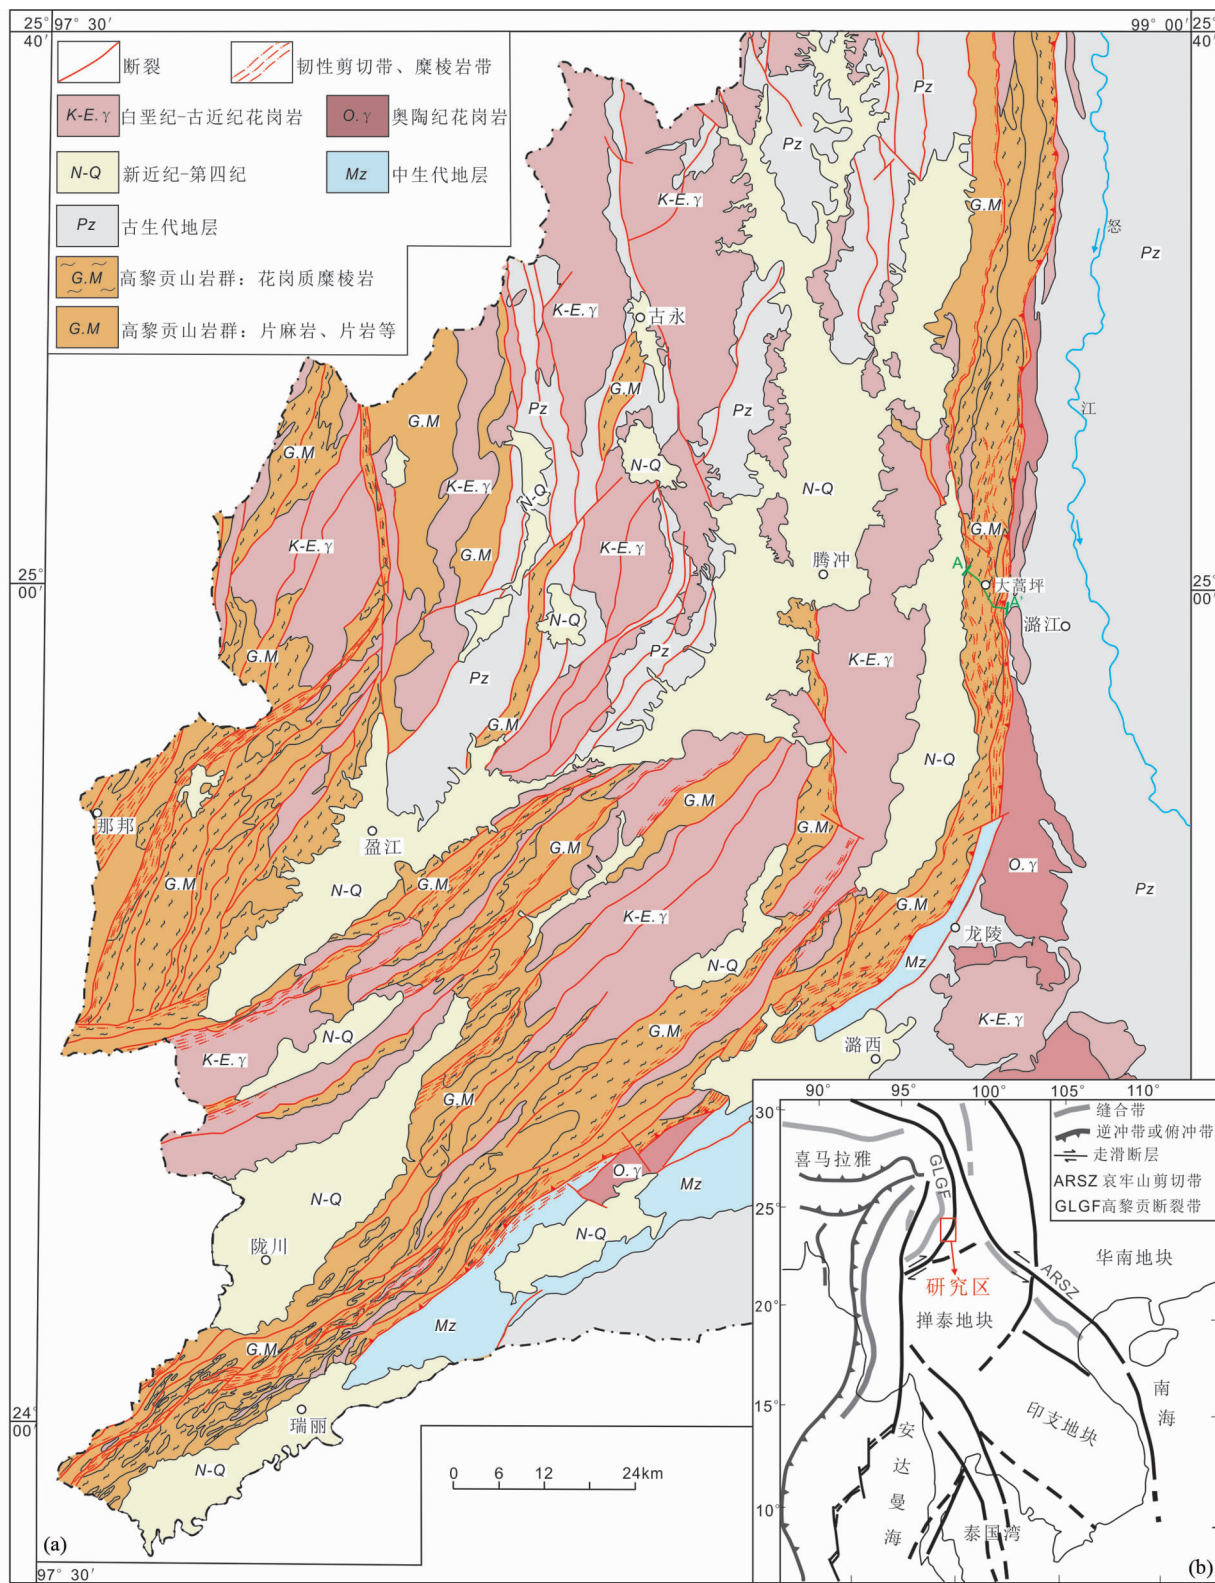 25° 97° 30′
99° 00′ 25°
40′
40′
断裂
韧性剪切带、糜棱岩带
K-E.γ 白垩纪-古近纪花岗岩
O.γ 奥陶纪花岗岩
N-Q 新近纪-第四纪
Mz 中生代地层
Pz 古生代地层
G.M 高黎贡山岩群：花岗质糜棱岩
G.M 高黎贡山岩群：片麻岩、片岩等
Pz
Pz
K-E.γ
G.M
怒
Pz
K-E.γ
古永
G.M
Pz
Pz
江
G.M
G.M
K-E.γ
N-Q
N-Q
N-Q
G.M
K-E.γ
G.M
K-E.γ
腾冲
A
大蒿坪
A′
25°
00′
25°
00′
N-Q
潞江
G.M
Pz
Pz
K-E.γ
G.M
N-Q
那邦
盈江
G.M
G.M
G.M
O.γ
G.M
N-Q
G.M
G.M
Pz
K-E.γ
龙陵
N-Q
Mz
K-E.γ
N-Q
G.M
潞西
K-E.γ
G.M
O.γ
Mz
N-Q
N-Q
陇川
Mz
G.M
瑞丽
24°
00′
N-Q
0 6 12 24km
(a)
97° 30′
90° 95° 100° 105° 110°
30°
25°
20°
15°
10°
缝合带
逆冲带或俯冲带
走滑断层
ARSZ 哀牢山剪切带
GLGF 高黎贡断裂带
喜马拉雅
GLGF
华南地块
ARSZ
研究区
掸泰地块
南海
印支地块
安达曼海
泰国湾
(b)